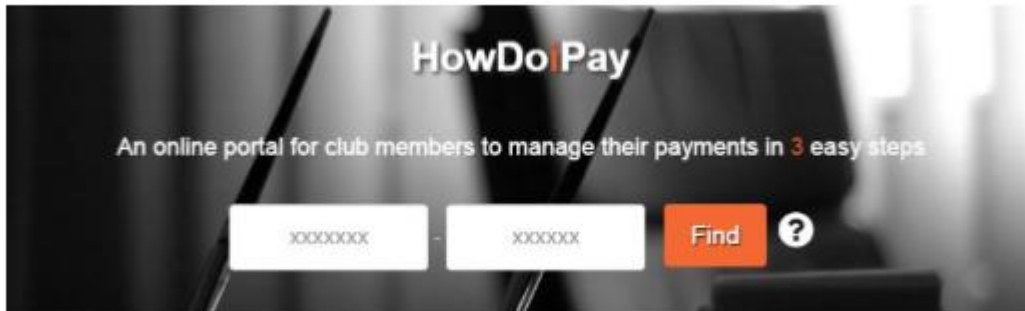 HowDoiPay
An online portal for club members to manage their payments in 3 easy steps
xxxxxxx - xxxxxx Find ?